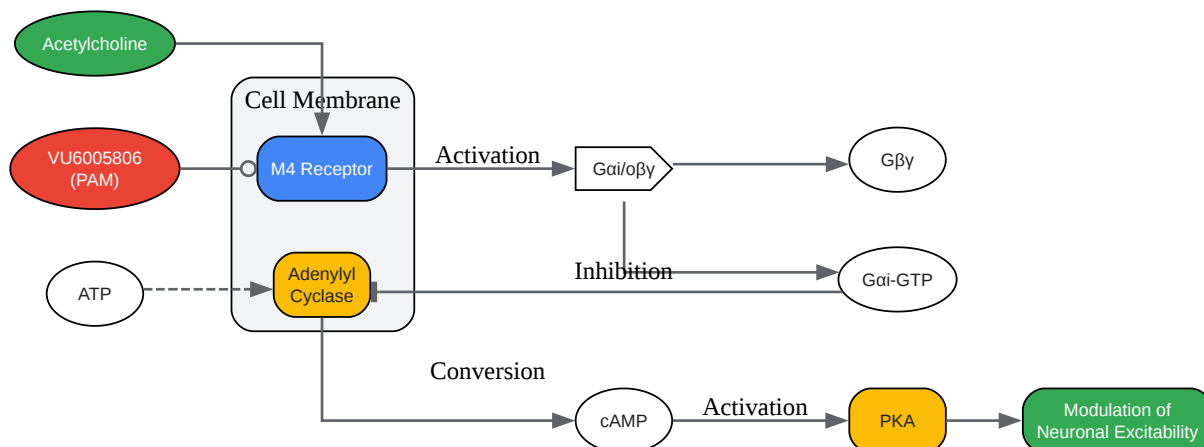 Acetylcholine
Cell Membrane
VU6005806
(PAM)
M4 Receptor
Activation
Gαi/oβγ
Gβγ
ATP
Adenylyl
Cyclase
Inhibition
Gαi-GTP
Conversion
cAMP
Activation
PKA
Modulation of
Neuronal Excitability